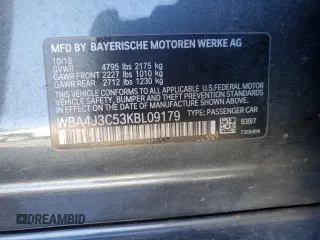 MFD BY BAYERISCHE MOTOREN WERKE AG
10/18
GVWR 4795 lbs 2175 kg
GAWR FRONT 2227 lbs 1010 kg
GAWR REAR 2712 lbs 1230 kg
THIS VEHICLE CONFORMS TO ALL APPLICABLE U.S. FEDERAL MOTOR
VEHICLE SAFETY, BUMPER, AND THEFT PREVENTION STANDARDS IN EFFECT
ON THE DATE OF MANUFACTURE SHOWN ABOVE.
WBA4J3C53KBL09179 TYPE: PASSENGER CAR
B39/7
DREAMBID
© AutoBidMaster